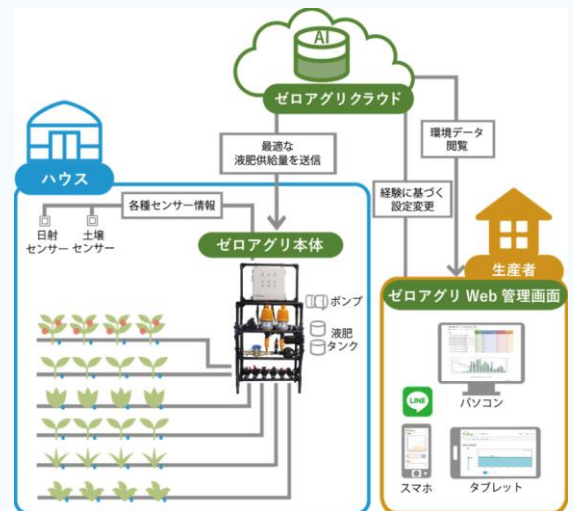 AI
ゼロアグリクラウド
最適な
液肥供給量を送信
環境データ
閲覧
経験に基づく
設定変更
ハウス
各種センサー情報
日射
センサー
土壌
センサー
ゼロアグリ本体
ポンプ
液肥
タンク
生産者
ゼロアグリ Web 管理画面
パソコン
LINE
スマホ
タブレット